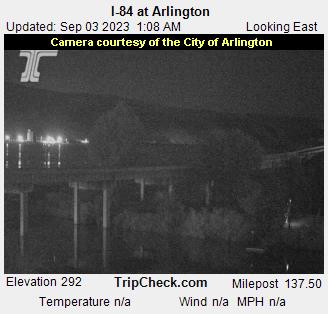 I-84 at Arlington
Updated: Sep 03 2023 1:08 AM Looking East
Camera courtesy of the City of Arlington
Elevation 292 TripCheck.com Milepost 137.50
Temperature n/a Wind n/a MPH n/a